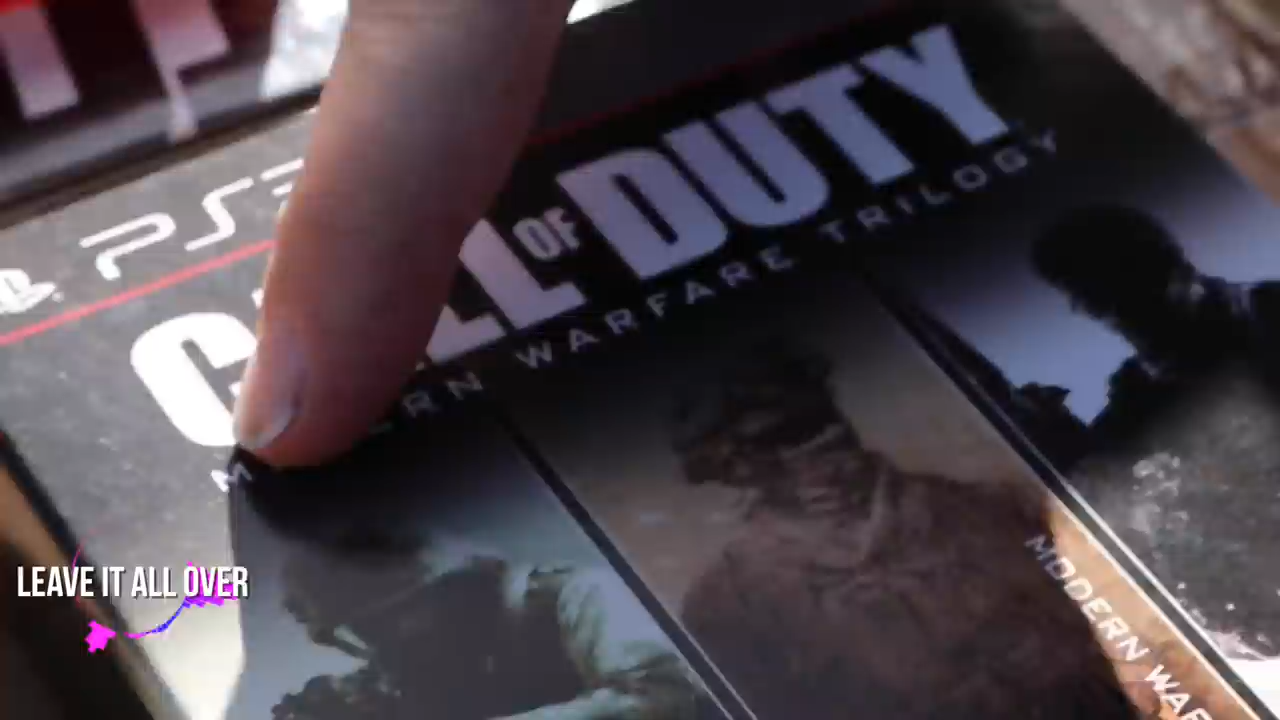 PS3
CALL OF DUTY
MODERN WARFARE TRILOGY
MODERN WAR
LEAVE IT ALL OVER